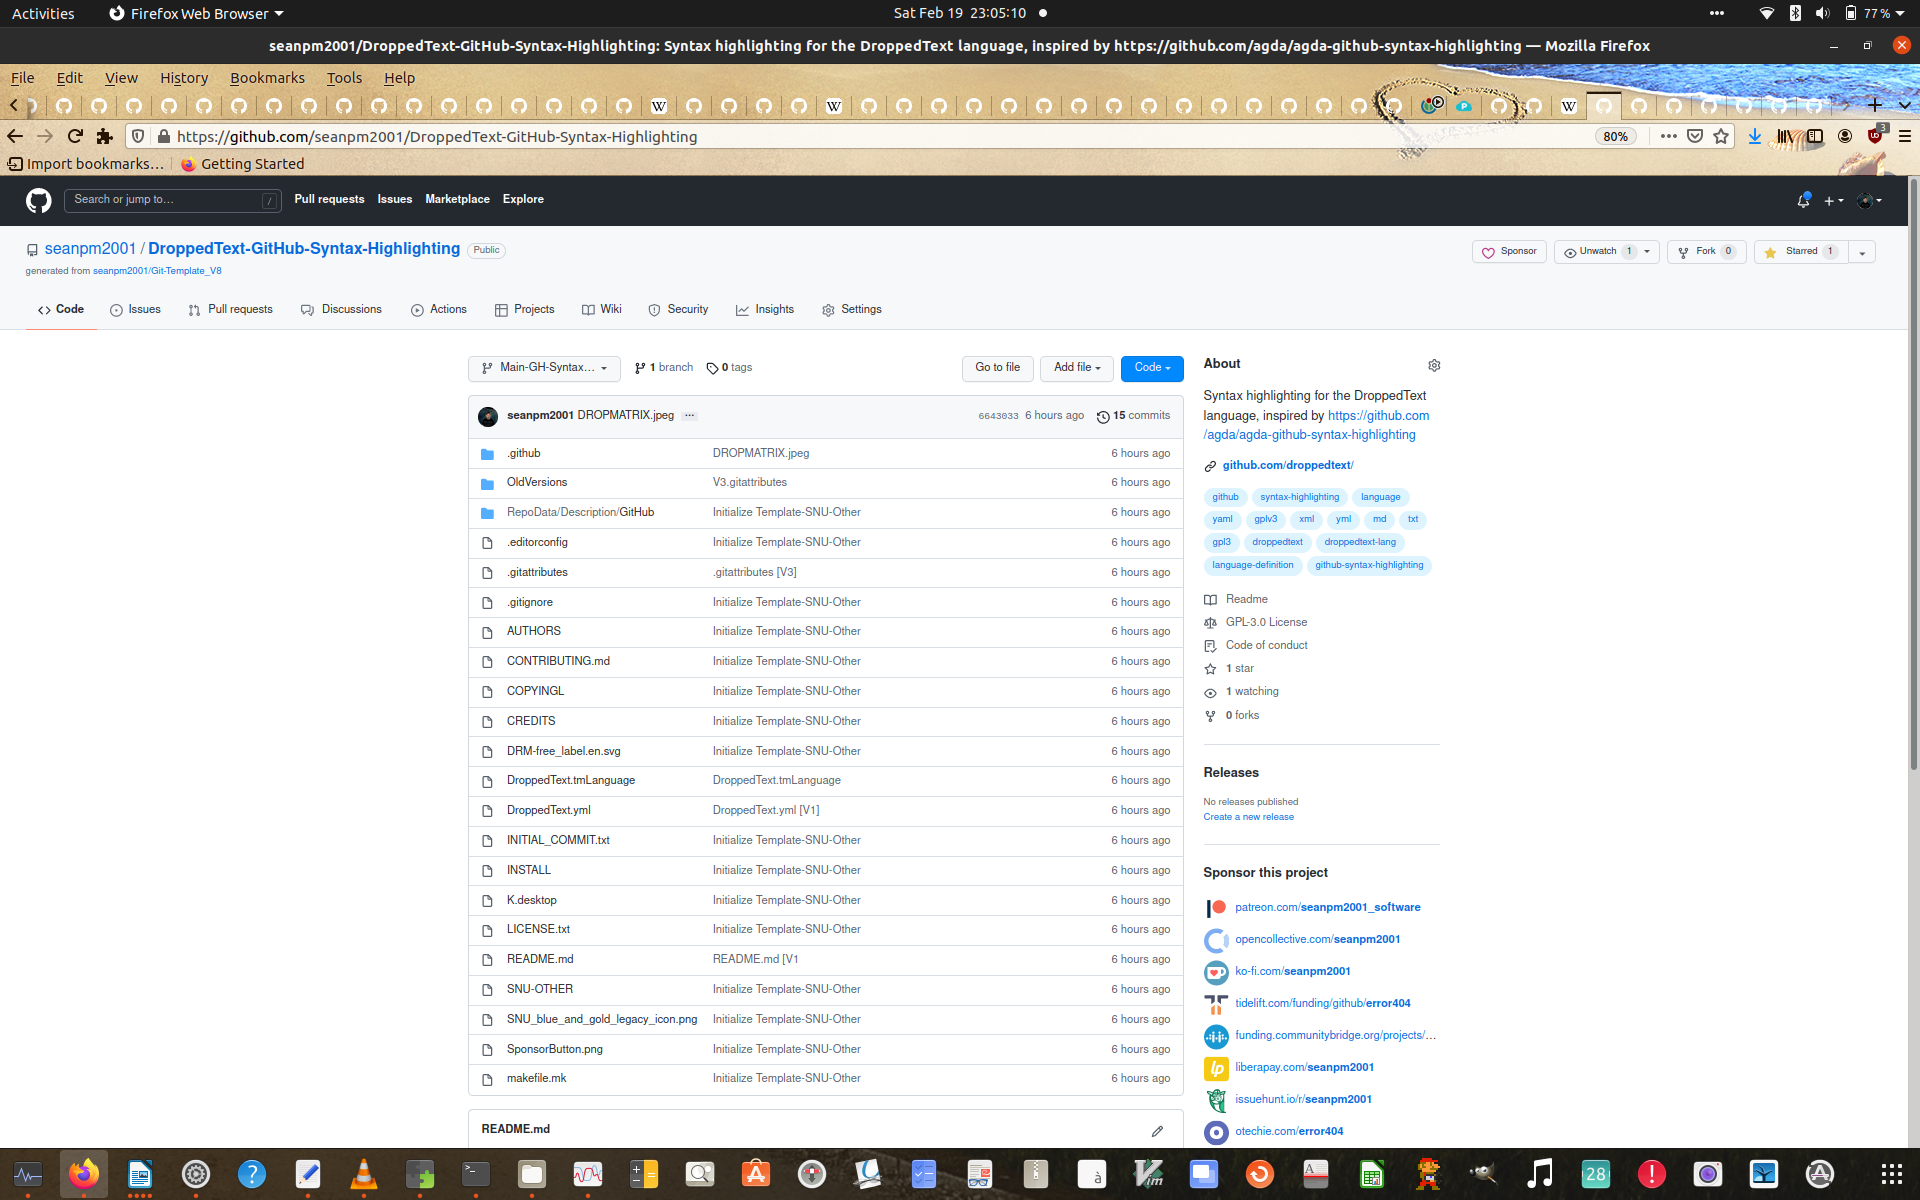 Activities Firefox Web Browser Sat Feb 19 23:05:10 77 %
seanpm2001/DroppedText-GitHub-Syntax-Highlighting: Syntax highlighting for the DroppedText language, inspired by https://github.com/agda/agda-github-syntax-highlighting — Mozilla Firefox
File Edit View History Bookmarks Tools Help
https://github.com/seanpm2001/DroppedText-GitHub-Syntax-Highlighting 80% 3
Import bookmarks… Getting Started
Search or jump to… / Pull requests Issues Marketplace Explore
seanpm2001 / DroppedText-GitHub-Syntax-Highlighting Public
Sponsor Unwatch 1 Fork 0 Starred 1
generated from seanpm2001/Git-Template_V8
Code Issues Pull requests Discussions Actions Projects Wiki Security Insights Settings
Main-GH-Syntax... 1 branch 0 tags Go to file Add file Code
seanpm2001 DROPMATRIX.jpeg ... 6643033 6 hours ago 15 commits
.github DROPMATRIX.jpeg 6 hours ago
OldVersions V3.gitattributes 6 hours ago
RepoData/Description/GitHub Initialize Template-SNU-Other 6 hours ago
.editorconfig Initialize Template-SNU-Other 6 hours ago
.gitattributes .gitattributes [V3] 6 hours ago
.gitignore Initialize Template-SNU-Other 6 hours ago
AUTHORS Initialize Template-SNU-Other 6 hours ago
CONTRIBUTING.md Initialize Template-SNU-Other 6 hours ago
COPYINGL Initialize Template-SNU-Other 6 hours ago
CREDITS Initialize Template-SNU-Other 6 hours ago
DRM-free_label.en.svg Initialize Template-SNU-Other 6 hours ago
DroppedText.tmLanguage DroppedText.tmLanguage 6 hours ago
DroppedText.yml DroppedText.yml [V1] 6 hours ago
INITIAL_COMMIT.txt Initialize Template-SNU-Other 6 hours ago
INSTALL Initialize Template-SNU-Other 6 hours ago
K.desktop Initialize Template-SNU-Other 6 hours ago
LICENSE.txt Initialize Template-SNU-Other 6 hours ago
README.md README.md [V1 6 hours ago
SNU-OTHER Initialize Template-SNU-Other 6 hours ago
SNU_blue_and_gold_legacy_icon.png Initialize Template-SNU-Other 6 hours ago
SponsorButton.png Initialize Template-SNU-Other 6 hours ago
makefile.mk Initialize Template-SNU-Other 6 hours ago
README.md
About
Syntax highlighting for the DroppedText
language, inspired by https://github.com
/agda/agda-github-syntax-highlighting
github.com/droppedtext/
github syntax-highlighting language
yaml gplv3 xml yml md txt
gpl3 droppedtext droppedtext-lang
language-definition github-syntax-highlighting
Readme
GPL-3.0 License
Code of conduct
1 star
1 watching
0 forks
Releases
No releases published
Create a new release
Sponsor this project
patreon.com/seanpm2001_software
opencollective.com/seanpm2001
ko-fi.com/seanpm2001
tidelift.com/funding/github/error404
funding.communitybridge.org/projects/…
liberapay.com/seanpm2001
issuehunt.io/r/seanpm2001
otechie.com/error404
28